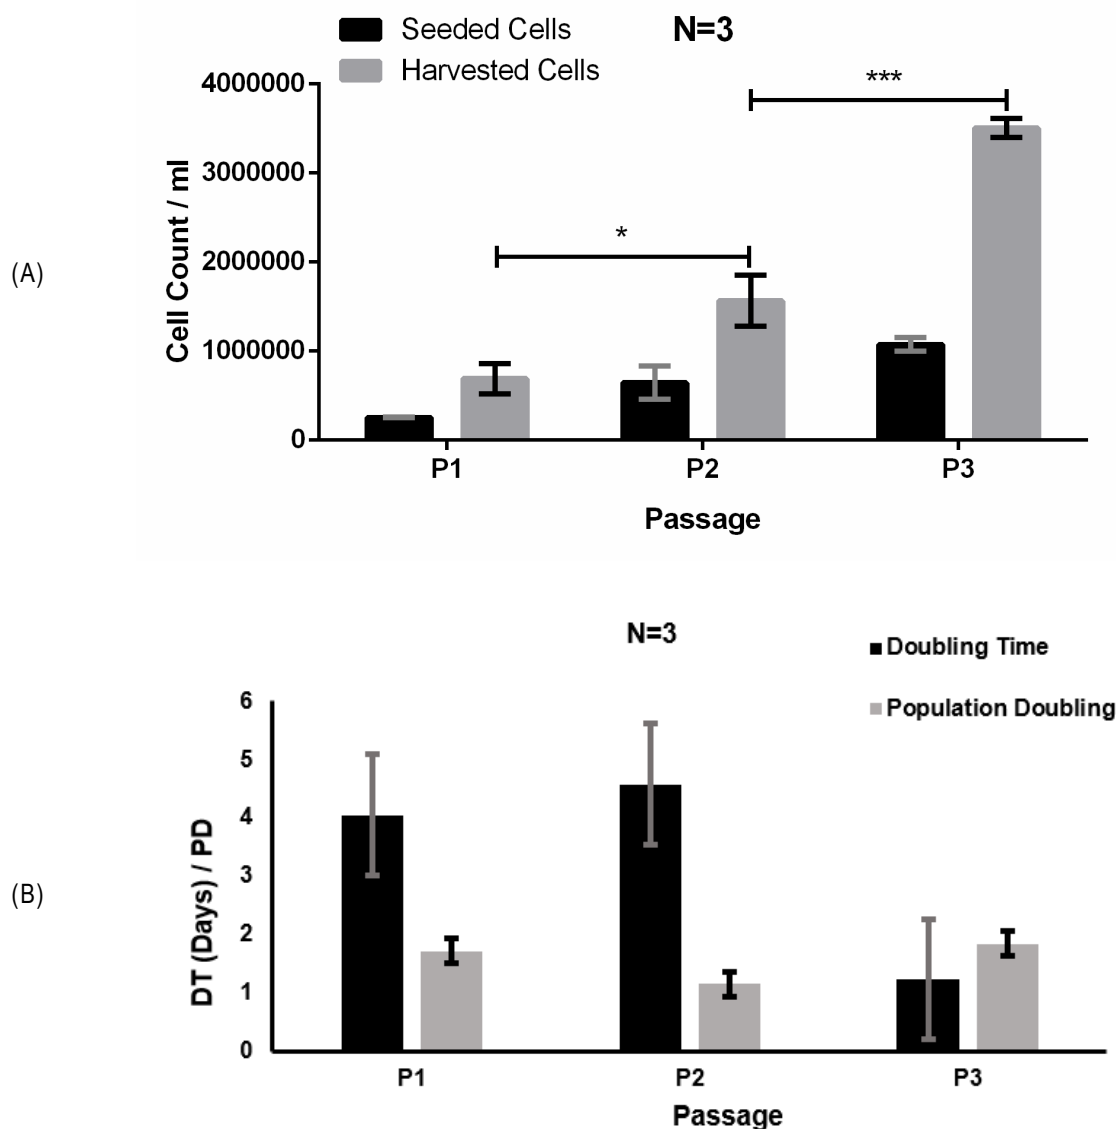 Seeded Cells
Harvested Cells
N=3
4000000
3000000
2000000
1000000
0
Cell Count / ml
*
***
P1 P2 P3
Passage
(A)
N=3
Doubling Time
Population Doubling
6
5
4
3
2
1
0
DT (Days) / PD
P1 P2 P3
Passage
(B)